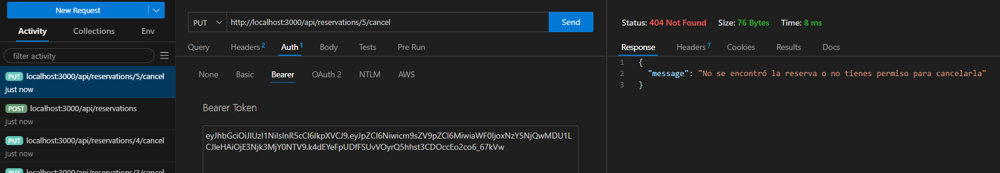 New Request
Activity
Collections
Env
filter activity
PUT localhost:3000/api/reservations/5/cancel
just now
POST localhost:3000/api/reservations
just now
PUT localhost:3000/api/reservations/4/cancel
just now
PUT localhost:3000/api/reservations/3/cancel
PUT
http://localhost:3000/api/reservations/5/cancel
Send
Query
Headers 2
Auth 1
Body
Tests
Pre Run
None
Basic
Bearer
OAuth 2
NTLM
AWS
Bearer Token
eyJhbGciOiJIUzI1NiIsInR5cCI6IkpXVCJ9.eyJpZCI6Niwicm9sZV9pZCI6MiwiaWF0IjoxNzY5NjQwMDU1L
CJleHAiOjE3Njk3MjY0NTV9.k4dEYeFpUDfFSUvVOyrQ5hhst3CDOccEo2co6_67kVw
Status: 404 Not Found
Size: 76 Bytes
Time: 8 ms
Response
Headers 7
Cookies
Results
Docs
1 {
2 "message": "No se encontró la reserva o no tienes permiso para cancelarla"
3 }